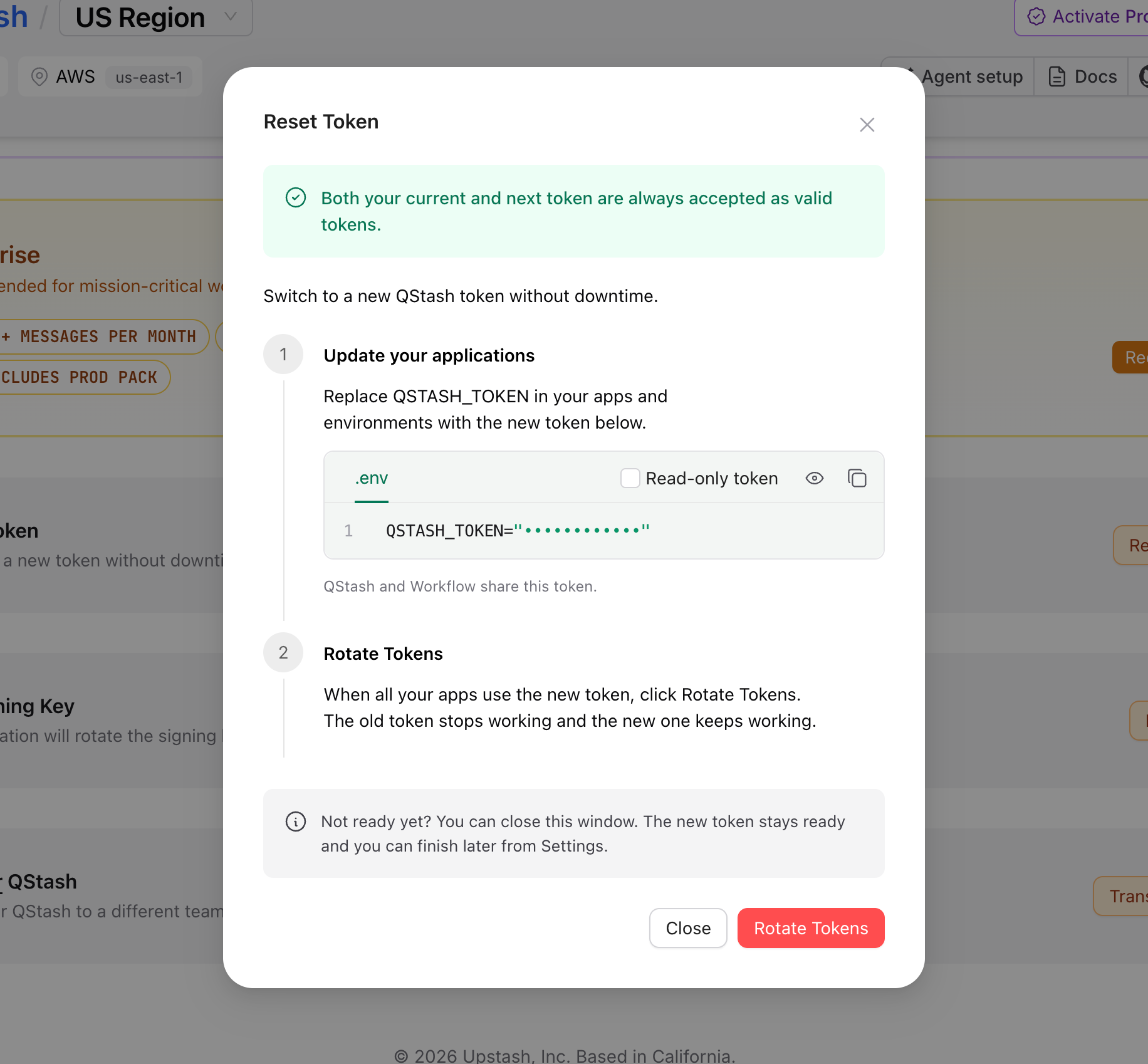 sh / US Region
Activate Pro
AWS us-east-1
Agent setup
Docs
Reset Token
Both your current and next token are always accepted as valid
tokens.
Switch to a new QStash token without downtime.
1
Update your applications
Replace QSTASH_TOKEN in your apps and
environments with the new token below.
.env
Read-only token
1 QSTASH_TOKEN="••••••••••••"
QStash and Workflow share this token.
2
Rotate Tokens
When all your apps use the new token, click Rotate Tokens.
The old token stops working and the new one keeps working.
Not ready yet? You can close this window. The new token stays ready
and you can finish later from Settings.
Close
Rotate Tokens
rise
ended for mission-critical w
+ MESSAGES PER MONTH
CLUDES PROD PACK
Re
oken
a new token without downti
Re
ning Key
ation will rotate the signing
r QStash
r QStash to a different team
Trans
© 2026 Upstash, Inc. Based in California.